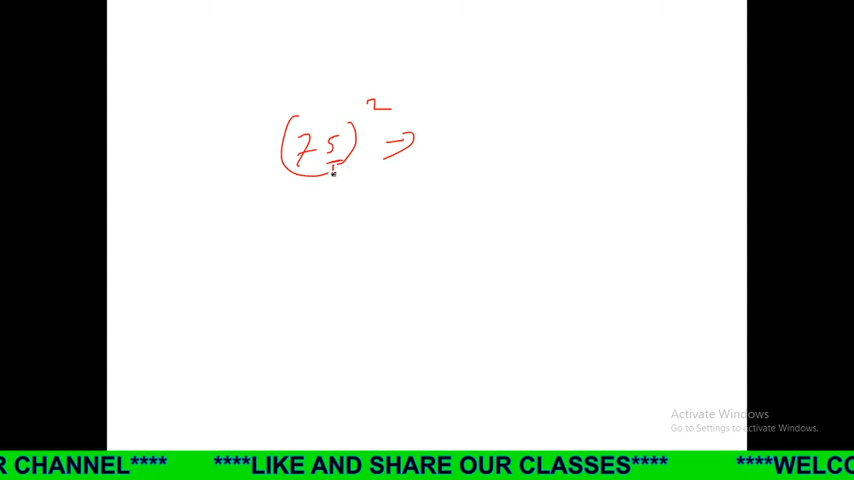 (75)² ⇒
Activate Windows
Go to Settings to activate Windows.
R CHANNEL**** ****LIKE AND SHARE OUR CLASSES**** ****WELCO